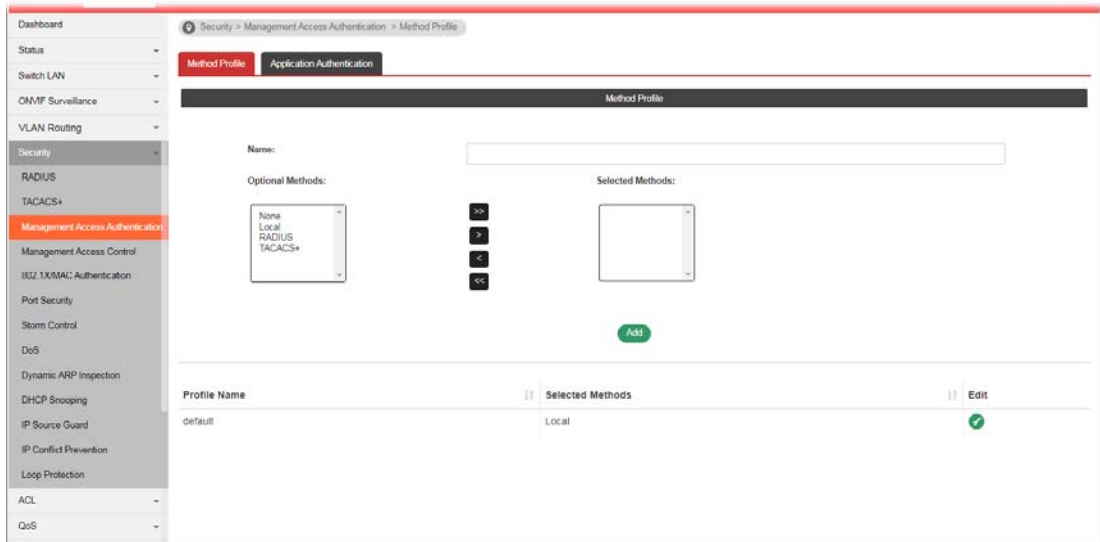 Dashboard
Status
Switch LAN
ONVIF Surveillance
VLAN Routing
Security
RADIUS
TACACS+
Management Access Authentication
Management Access Control
802.1X/MAC Authentication
Port Security
Storm Control
DoS
Dynamic ARP Inspection
DHCP Snooping
IP Source Guard
IP Conflict Prevention
Loop Protection
ACL
QoS
Security > Management Access Authentication > Method Profile
Method Profile Application Authentication
Method Profile
Name:
Optional Methods: Selected Methods:
None
Local
RADIUS
TACACS+
>>
>
<
<<
Add
Profile Name Selected Methods Edit
default Local